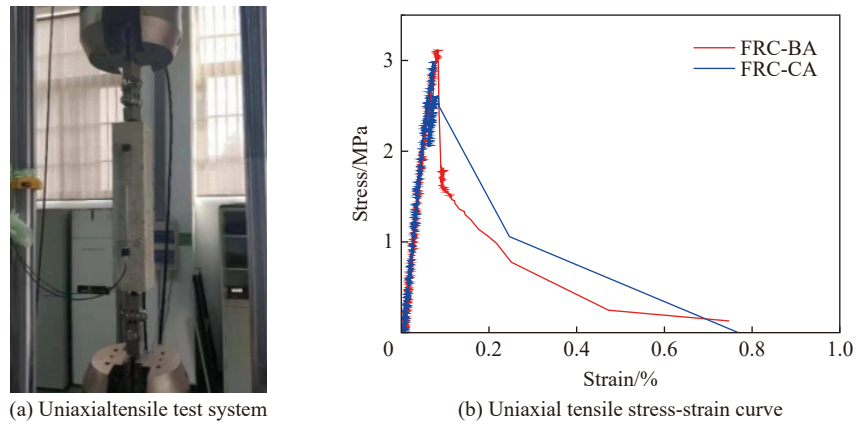 FRC-BA
FRC-CA
3
2
1
0
0.2
0.4
0.6
0.8
1.0
Stress/MPa
Strain/%
(a) Uniaxialtensile test system
(b) Uniaxial tensile stress-strain curve